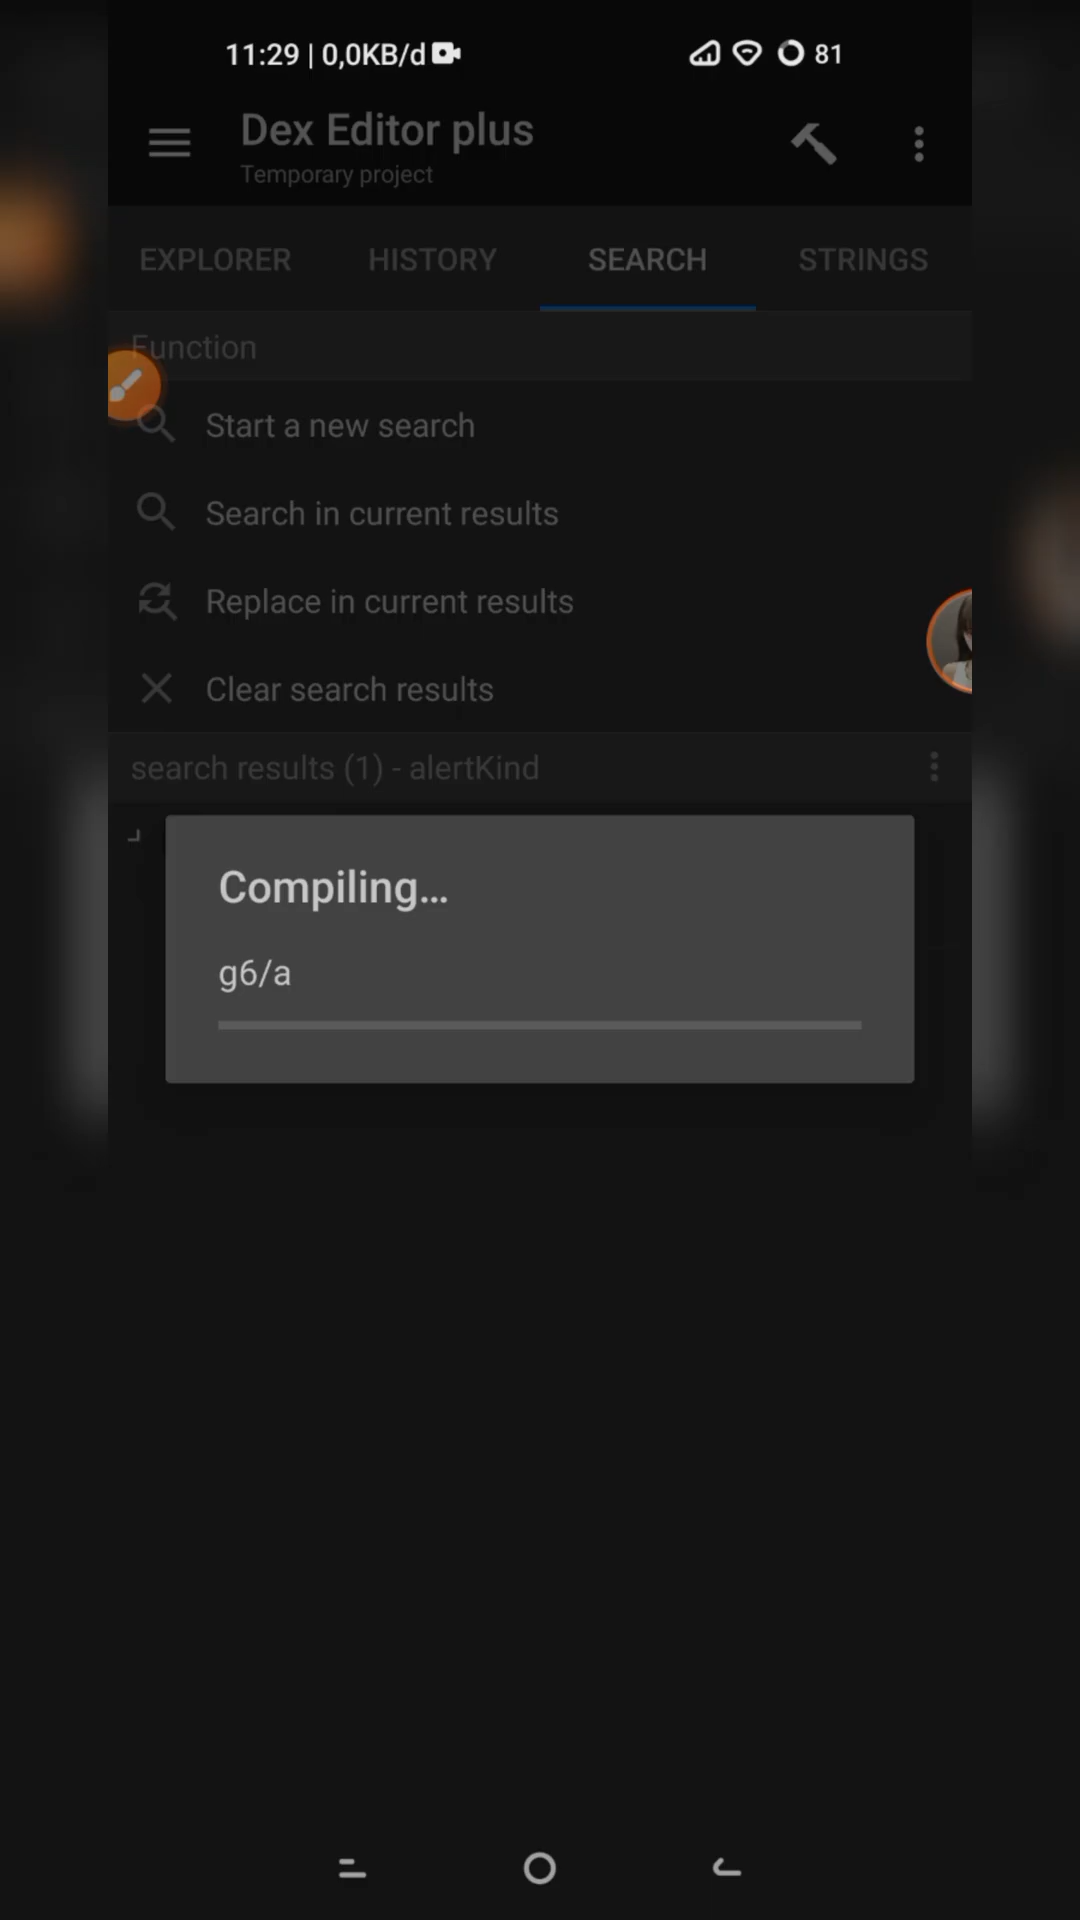 11:29 | 0,0KB/d 81
Dex Editor plus
Temporary project
EXPLORER HISTORY SEARCH STRINGS
Function
Start a new search
Search in current results
Replace in current results
Clear search results
search results (1) - alertKind
Compiling...
g6/a